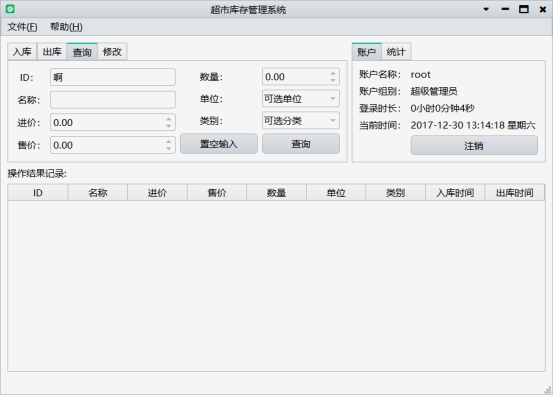 超市库存管理系统
文件(F) 帮助(H)
入库 出库 查询 修改
ID: 啊
数量: 0.00
名称:
单位: 可选单位
进价: 0.00
类别: 可选分类
售价: 0.00
置空输入 查询
账户 统计
账户名称: root
账户组别: 超级管理员
登录时长: 0小时0分钟4秒
当前时间: 2017-12-30 13:14:18 星期六
注销
操作结果记录:
ID 名称 进价 售价 数量 单位 类别 入库时间 出库时间